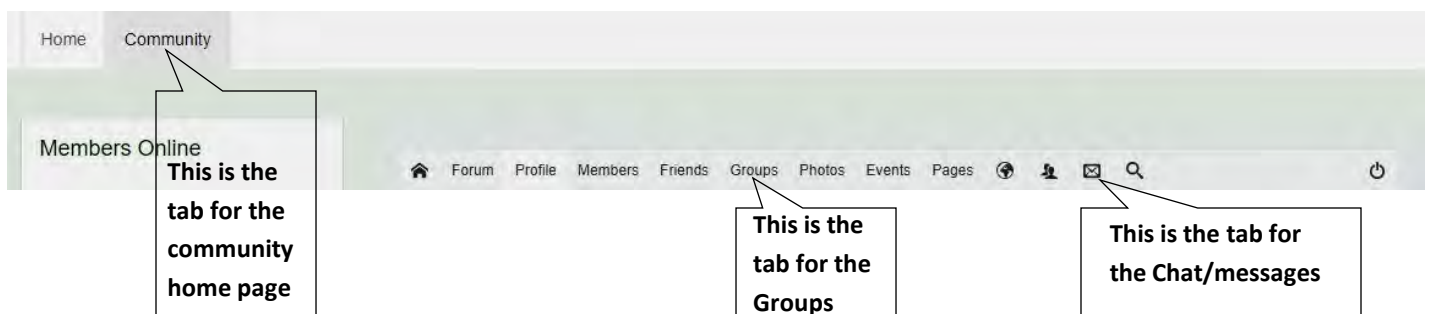 Home Community
Members Online
Forum Profile Members Friends Groups Photos Events Pages
This is the
tab for the
community
home page
This is the
tab for the
Groups
This is the tab for
the Chat/messages